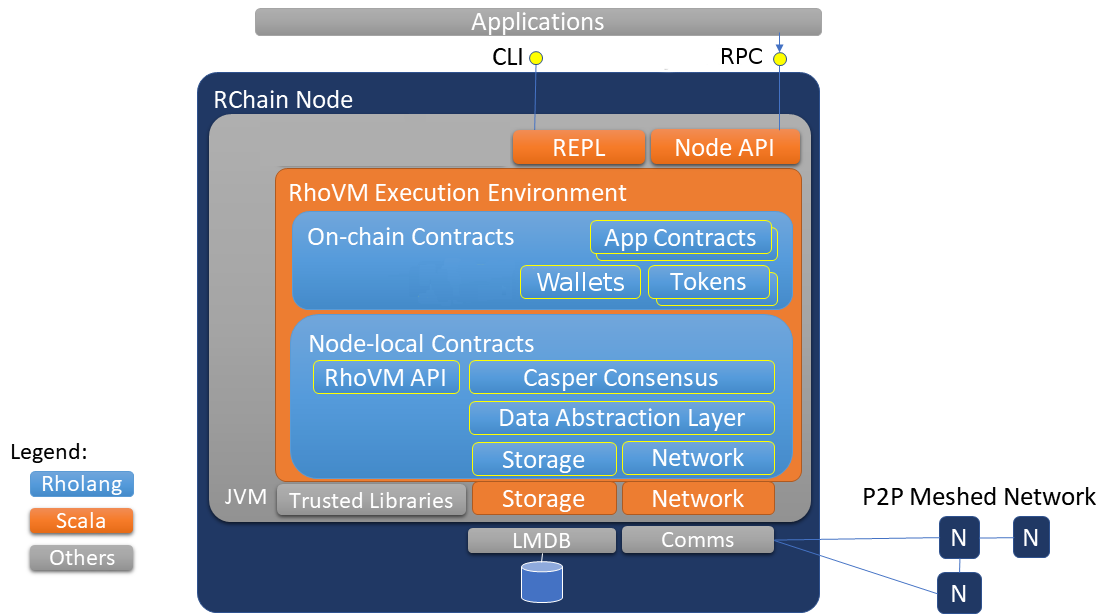 Applications
CLI
RPC
RChain Node
REPL
Node API
RhoVM Execution Environment
On-chain Contracts
App Contracts
Wallets
Tokens
Node-local Contracts
RhoVM API
Casper Consensus
Data Abstraction Layer
Storage
Network
JVM
Trusted Libraries
Storage
Network
LMDB
Comms
Legend:
Rholang
Scala
Others
P2P Meshed Network
N
N
N